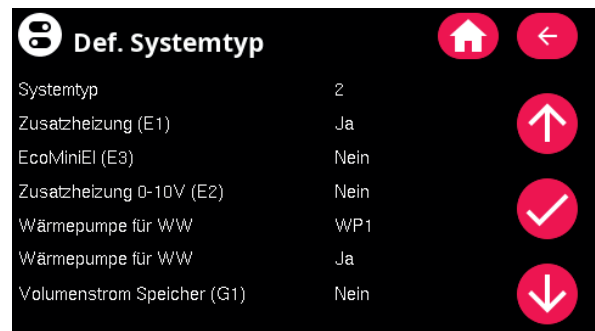 Def. Systemtyp
Systemtyp 2
Zusatzheizung (E1) Ja
EcoMiniEl (E3) Nein
Zusatzheizung 0-10V (E2) Nein
Wärmepumpe für WW WP1
Wärmepumpe für WW Ja
Volumenstrom Speicher (G1) Nein